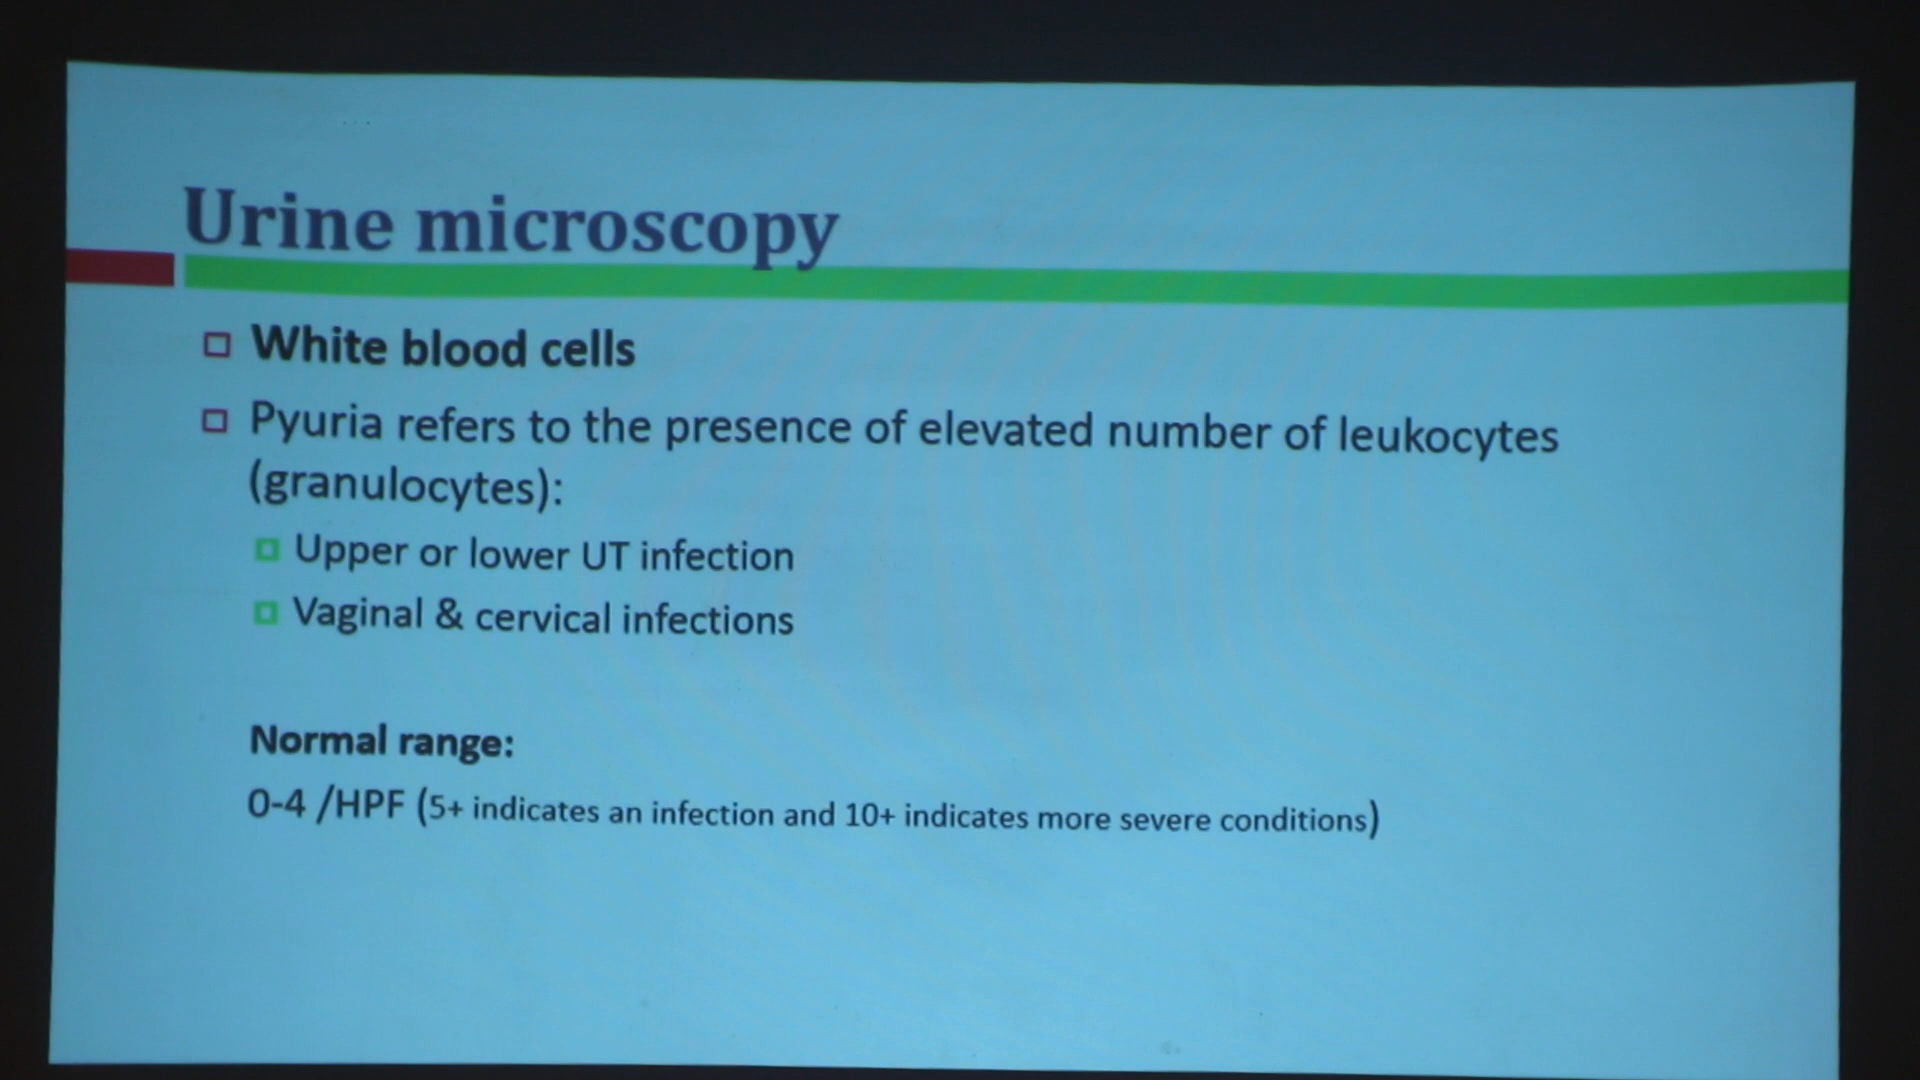 Urine microscopy
White blood cells
Pyuria refers to the presence of elevated number of leukocytes
(granulocytes):
Upper or lower UT infection
Vaginal & cervical infections
Normal range:
0-4 /HPF (5+ indicates an infection and 10+ indicates more severe conditions)